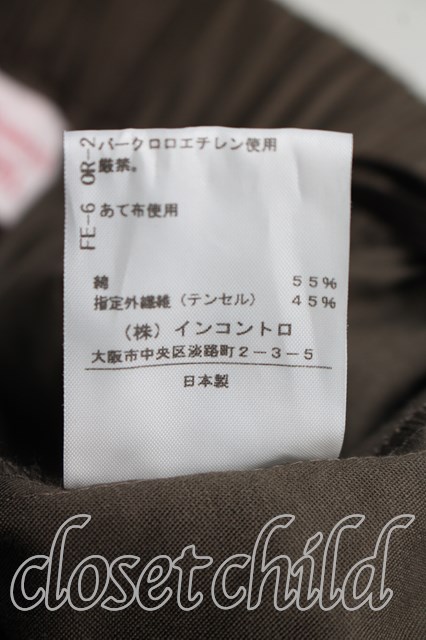 パークロロエチレン使用
厳禁。
あて布使用
FE-6 OR-2
綿 55%
指定外繊維（テンセル） 45%
（株）インコントロ
大阪市中央区淡路町2-3-5
日本製
closet child